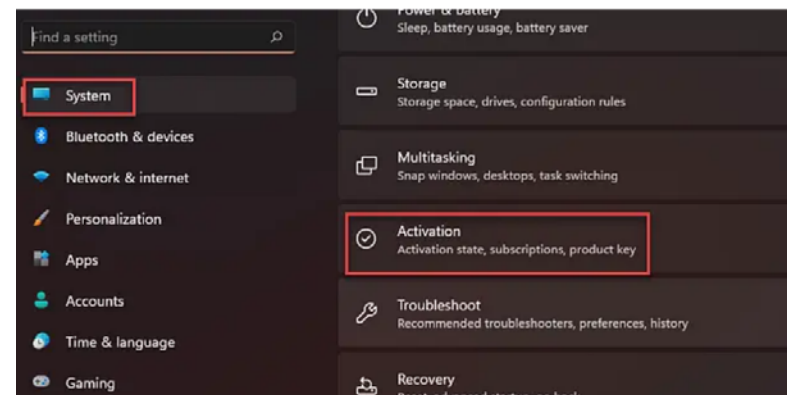 Find a setting
System
Bluetooth & devices
Network & internet
Personalization
Apps
Accounts
Time & language
Gaming
Power & battery
Sleep, battery usage, battery saver
Storage
Storage space, drives, configuration rules
Multitasking
Snap windows, desktops, task switching
Activation
Activation state, subscriptions, product key
Troubleshoot
Recommended troubleshooters, preferences, history
Recovery